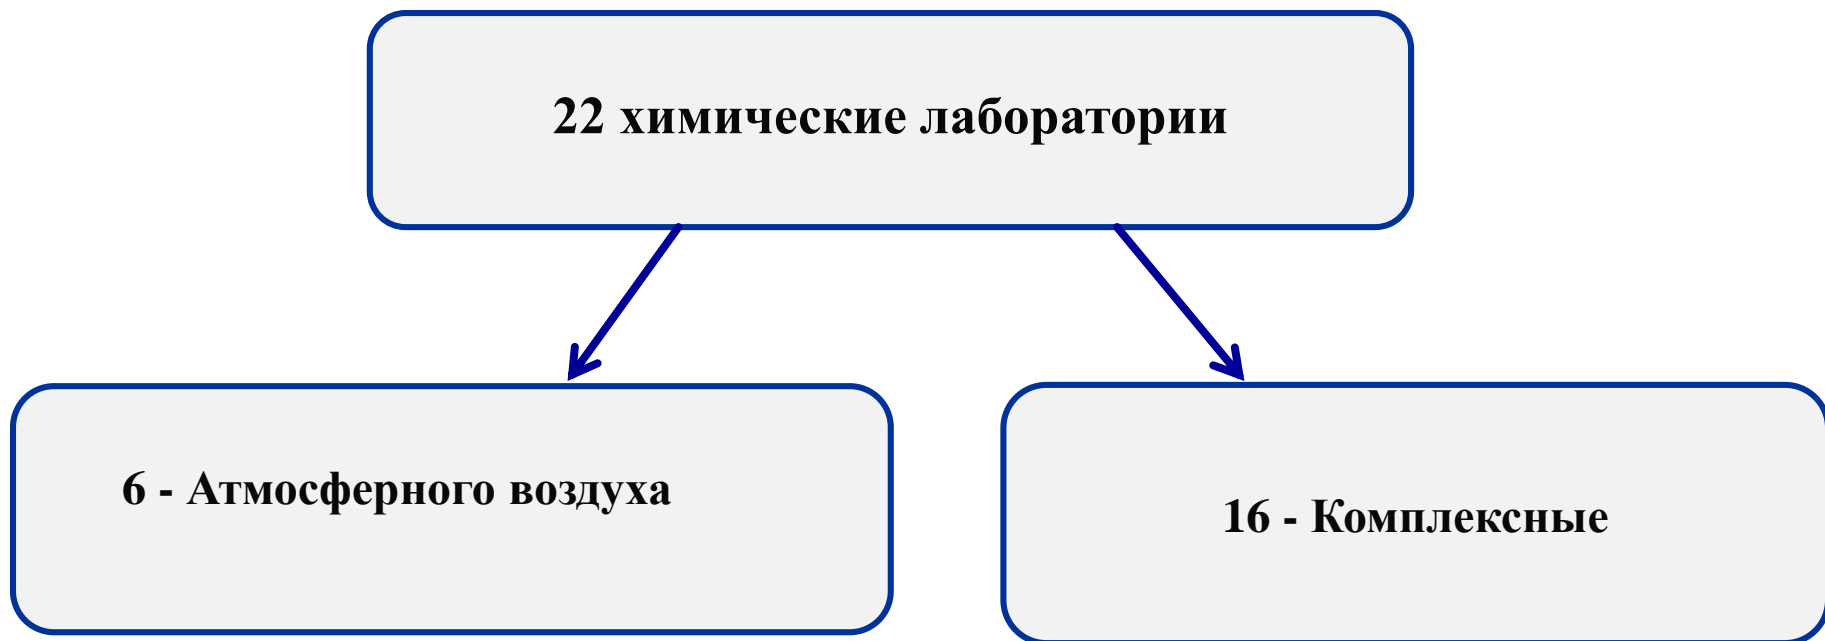 22 химические лаборатории
6 - Атмосферного воздуха
16 - Комплексные